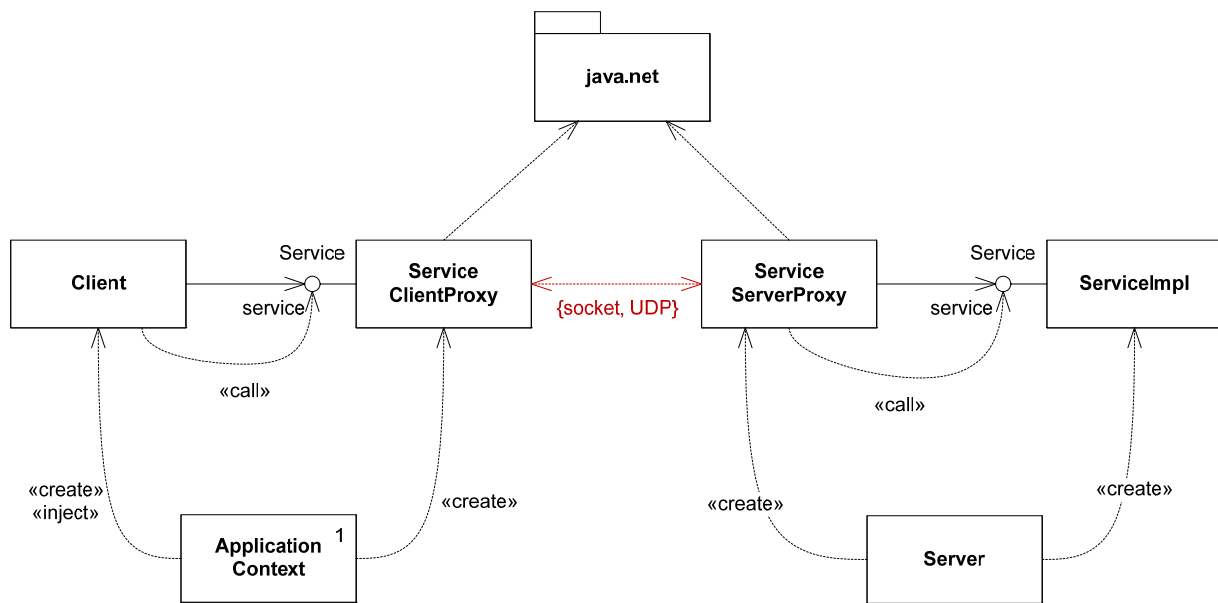 java.net
Client
Service
service
Service
ClientProxy
{socket, UDP}
Service
ServerProxy
Service
service
ServiceImpl
«call»
«call»
«create»
«inject»
«create»
«create»
«create»
Application
Context
1
Server